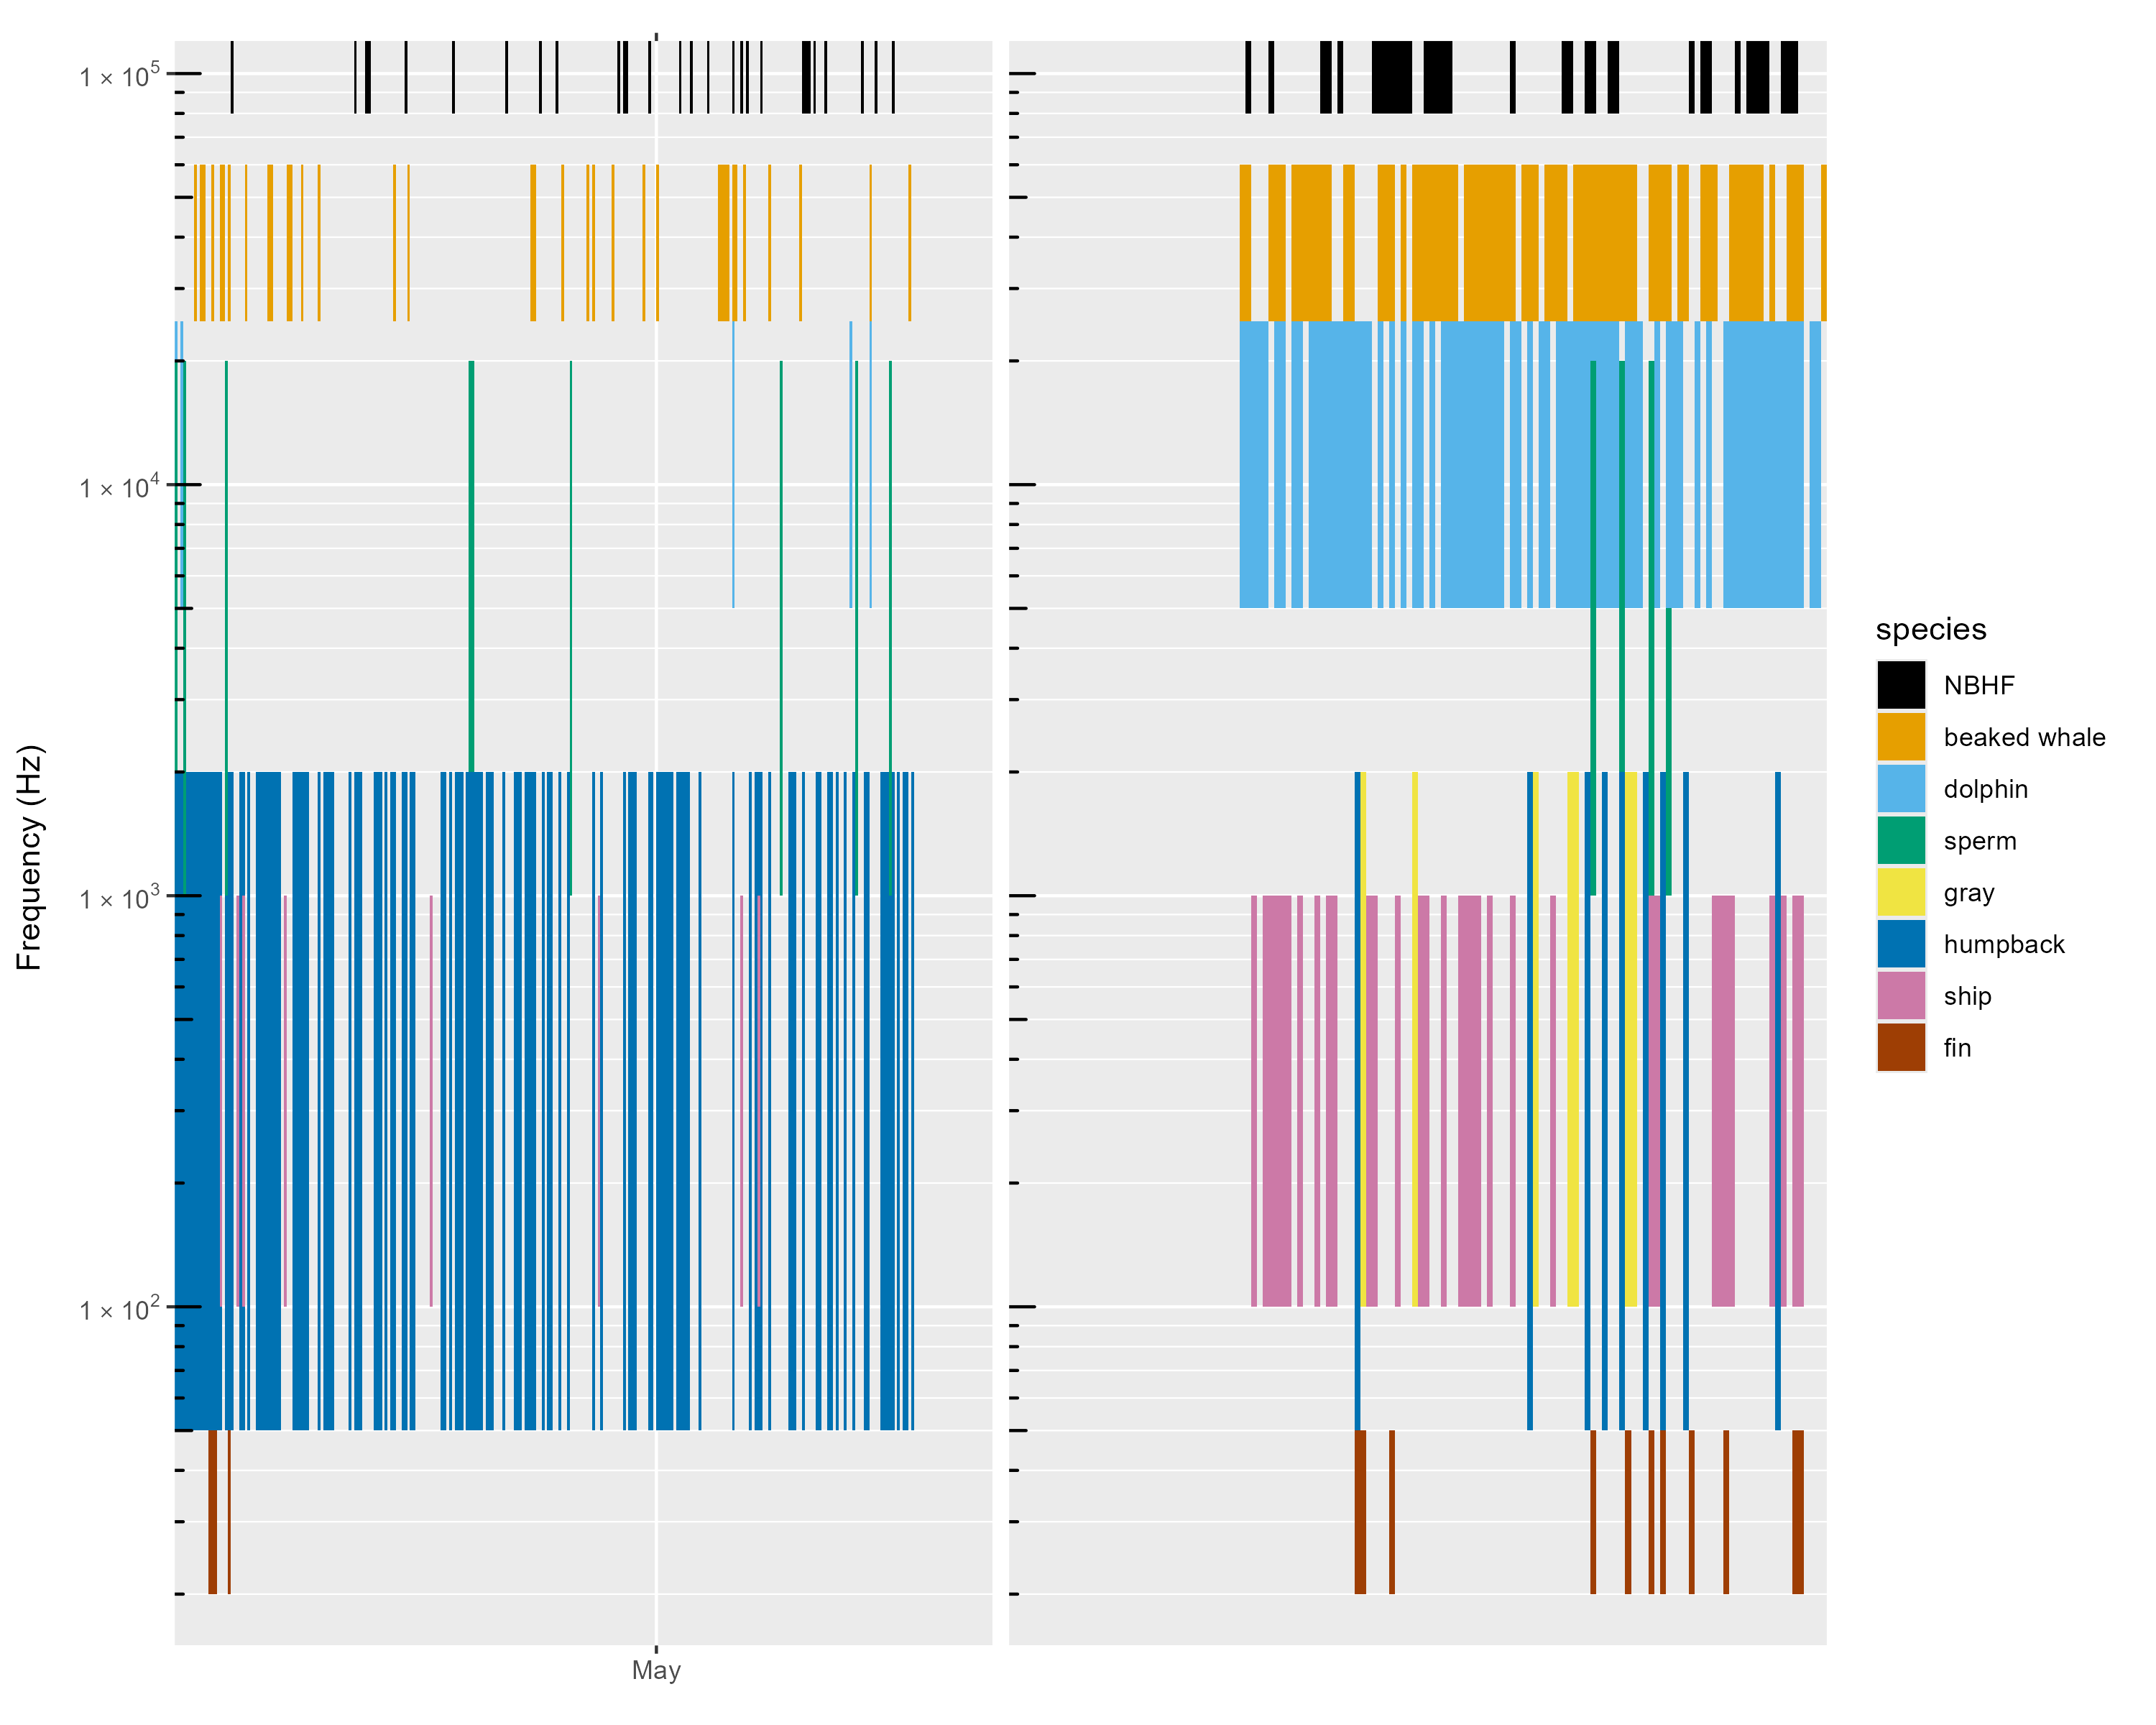 1 × 10⁵
1 × 10⁴
1 × 10³
1 × 10²
Frequency (Hz)
May
species
NBHF
beaked whale
dolphin
sperm
gray
humpback
ship
fin